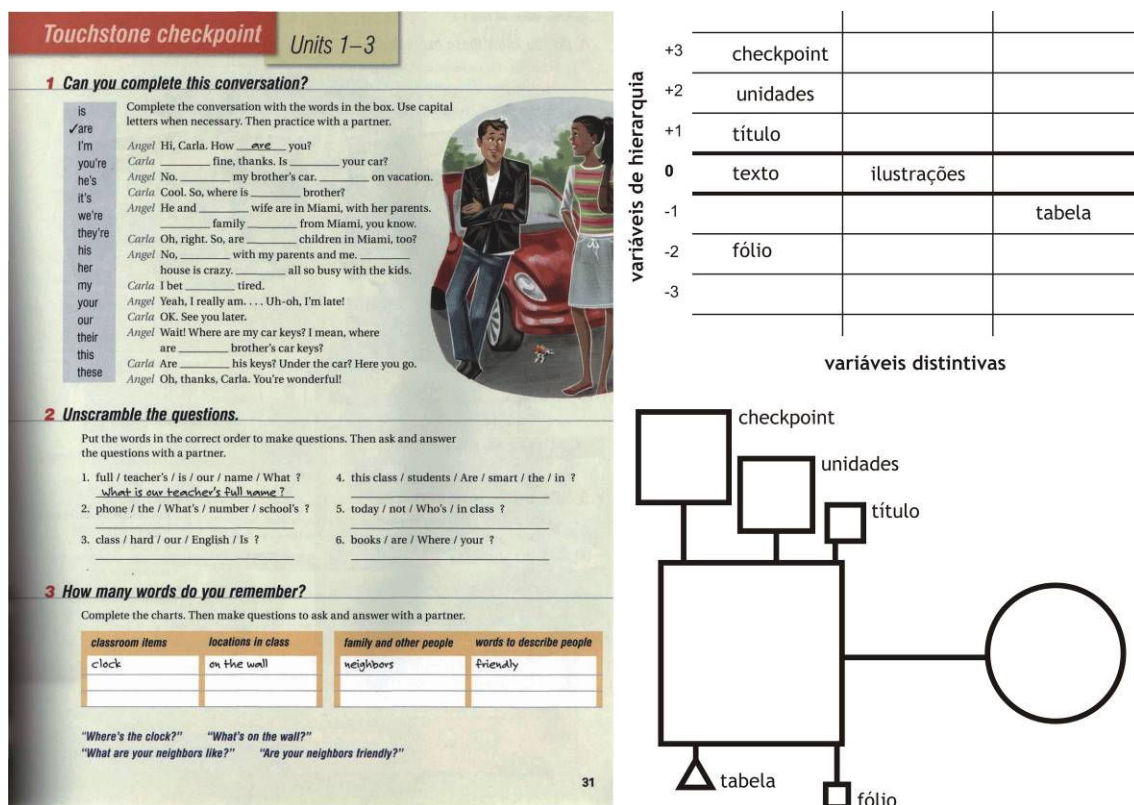 Touchstone checkpoint
Units 1–3
1 Can you complete this conversation?
is
✓are
I'm
you're
he's
it's
we're
they're
his
her
my
your
our
their
this
these
Complete the conversation with the words in the box. Use capital
letters when necessary. Then practice with a partner.
Angel Hi, Carla. How are you?
Carla ________ fine, thanks. Is ________ your car?
Angel No. ________ my brother's car. ________ on vacation.
Carla Cool. So, where is ________ brother?
Angel He and ________ wife are in Miami, with her parents.
________ family ________ from Miami, you know.
Carla Oh, right. So, are ________ children in Miami, too?
Angel No, ________ with my parents and me. ________
house is crazy. ________ all so busy with the kids.
Carla I bet ________ tired.
Angel Yeah, I really am. . . . Uh-oh, I'm late!
Carla OK. See you later.
Angel Wait! Where are my car keys? I mean, where
are ________ brother's car keys?
Carla Are ________ his keys? Under the car? Here you go.
Angel Oh, thanks, Carla. You're wonderful!
2 Unscramble the questions.
Put the words in the correct order to make questions. Then ask and answer
the questions with a partner.
1. full / teacher's / is / our / name / What ?
What is our teacher's full name ?
2. phone / the / What's / number / school's ?
3. class / hard / our / English / Is ?
4. this class / students / Are / smart / the / in ?
5. today / not / Who's / in class ?
6. books / are / Where / your ?
3 How many words do you remember?
Complete the charts. Then make questions to ask and answer with a partner.
classroom items locations in class family and other people words to describe people
clock on the wall neighbors friendly
"Where's the clock?" "What's on the wall?"
"What are your neighbors like?" "Are your neighbors friendly?"
31
variáveis de hierarquia
+3 checkpoint
+2 unidades
+1 título
0 texto ilustrações
-1 tabela
-2 fólio
-3
variáveis distintivas
checkpoint
unidades
título
tabela
fólio